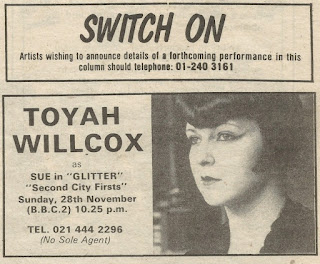 SWITCH ON
Artists wishing to announce details of a forthcoming performance in this
column should telephone: 01-240 3161
TOYAH
WILLCOX
as
SUE in "GLITTER"
"Second City Firsts"
Sunday, 28th November
(B.B.C.2) 10.25 p.m.
TEL. 021 444 2296
(No Sole Agent)